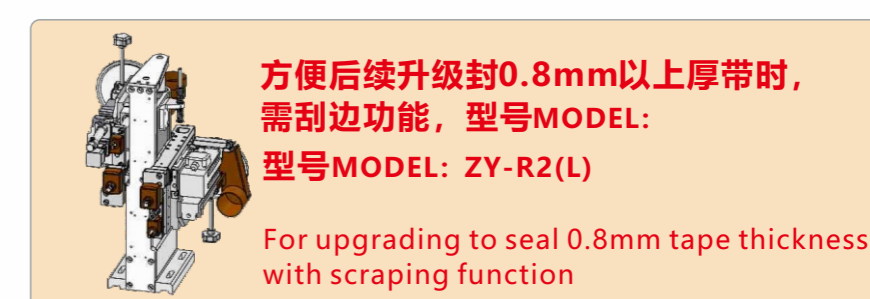 方便后续升级封0.8mm以上厚带时，
需刮边功能，型号MODEL:
型号MODEL: ZY-R2(L)
For upgrading to seal 0.8mm tape thickness
with scraping function